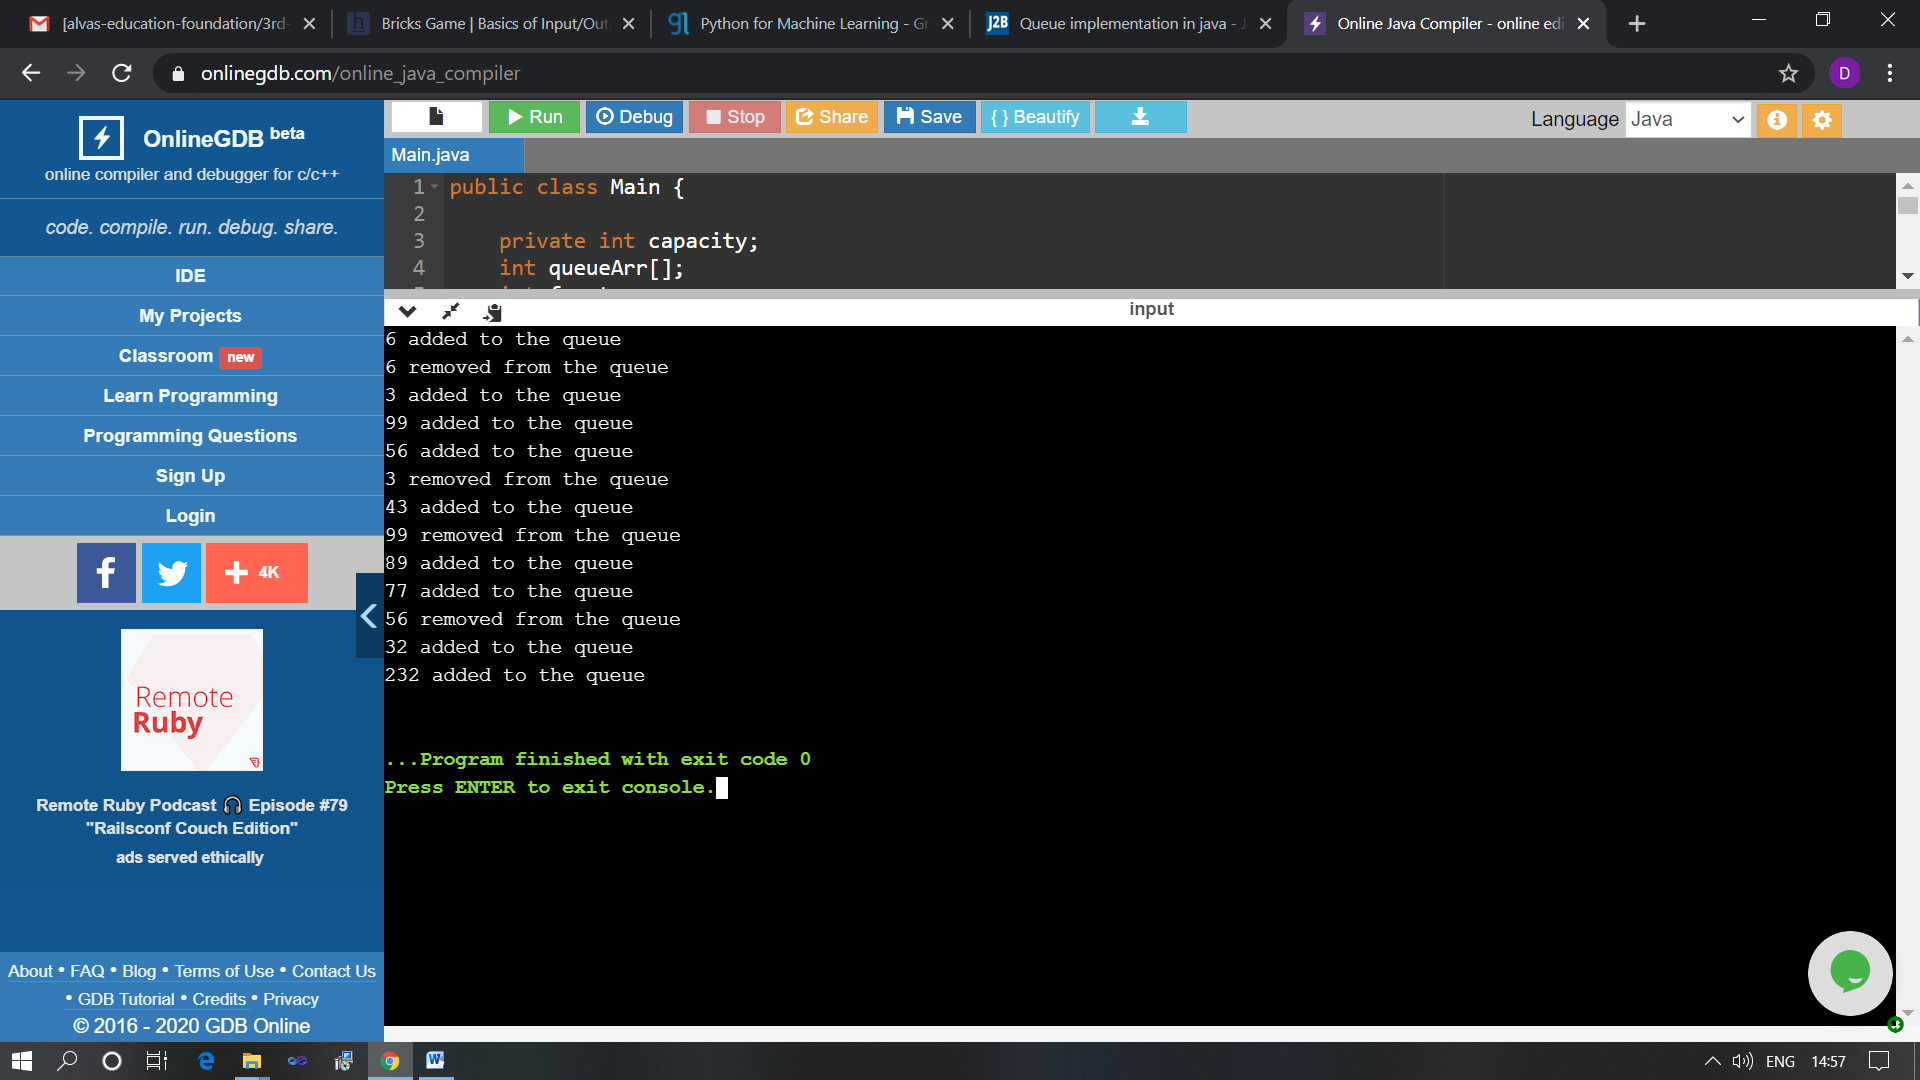 [alvas-education-foundation/3rd-
Bricks Game | Basics of Input/Out
Python for Machine Learning - Gr
J2B Queue implementation in java - J
Online Java Compiler - online edi
onlinegdb.com/online_java_compiler
D
OnlineGDB beta
online compiler and debugger for c/c++
code. compile. run. debug. share.
IDE
My Projects
Classroom new
Learn Programming
Programming Questions
Sign Up
Login
+ 4K
Remote
Ruby
Remote Ruby Podcast 🎧 Episode #79
"Railsconf Couch Edition"
ads served ethically
About • FAQ • Blog • Terms of Use • Contact Us
• GDB Tutorial • Credits • Privacy
© 2016 - 2020 GDB Online
Run Debug Stop Share Save { } Beautify
Language Java
Main.java
1 public class Main {
2
3 private int capacity;
4 int queueArr[];
input
6 added to the queue
6 removed from the queue
3 added to the queue
99 added to the queue
56 added to the queue
3 removed from the queue
43 added to the queue
99 removed from the queue
89 added to the queue
77 added to the queue
56 removed from the queue
32 added to the queue
232 added to the queue
...Program finished with exit code 0
Press ENTER to exit console.
ENG 14:57